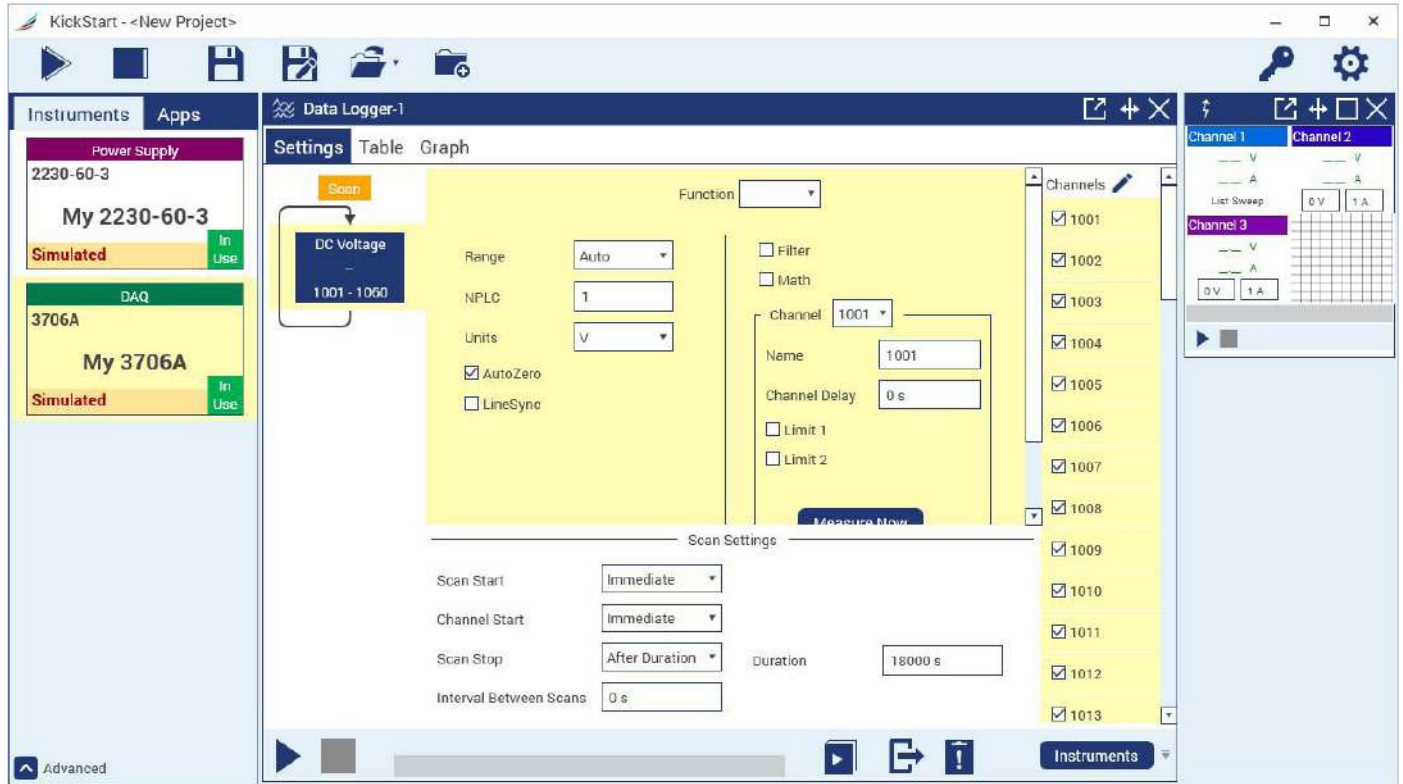 KickStart - <New Project>
Instruments Apps
Power Supply
2230-60-3
My 2230-60-3
Simulated
In Use
DAQ
3706A
My 3706A
Simulated
In Use
Advanced
Data Logger-1
Settings Table Graph
Scan
DC Voltage
–
1001 - 1060
Function
Range Auto
NPLC 1
Units V
AutoZero
LineSync
Filter
Math
Channel 1001
Name 1001
Channel Delay 0 s
Limit 1
Limit 2
Measure Now
Scan Settings
Scan Start Immediate
Channel Start Immediate
Scan Stop After Duration Duration 18000 s
Interval Between Scans 0 s
Channels
1001
1002
1003
1004
1005
1006
1007
1008
1009
1010
1011
1012
1013
Instruments
Channel 1
-.-- V
-.-- A
List Sweep
Channel 2
-.-- V
-.-- A
0 V 1 A
Channel 3
-.-- V
-.-- A
0 V 1 A